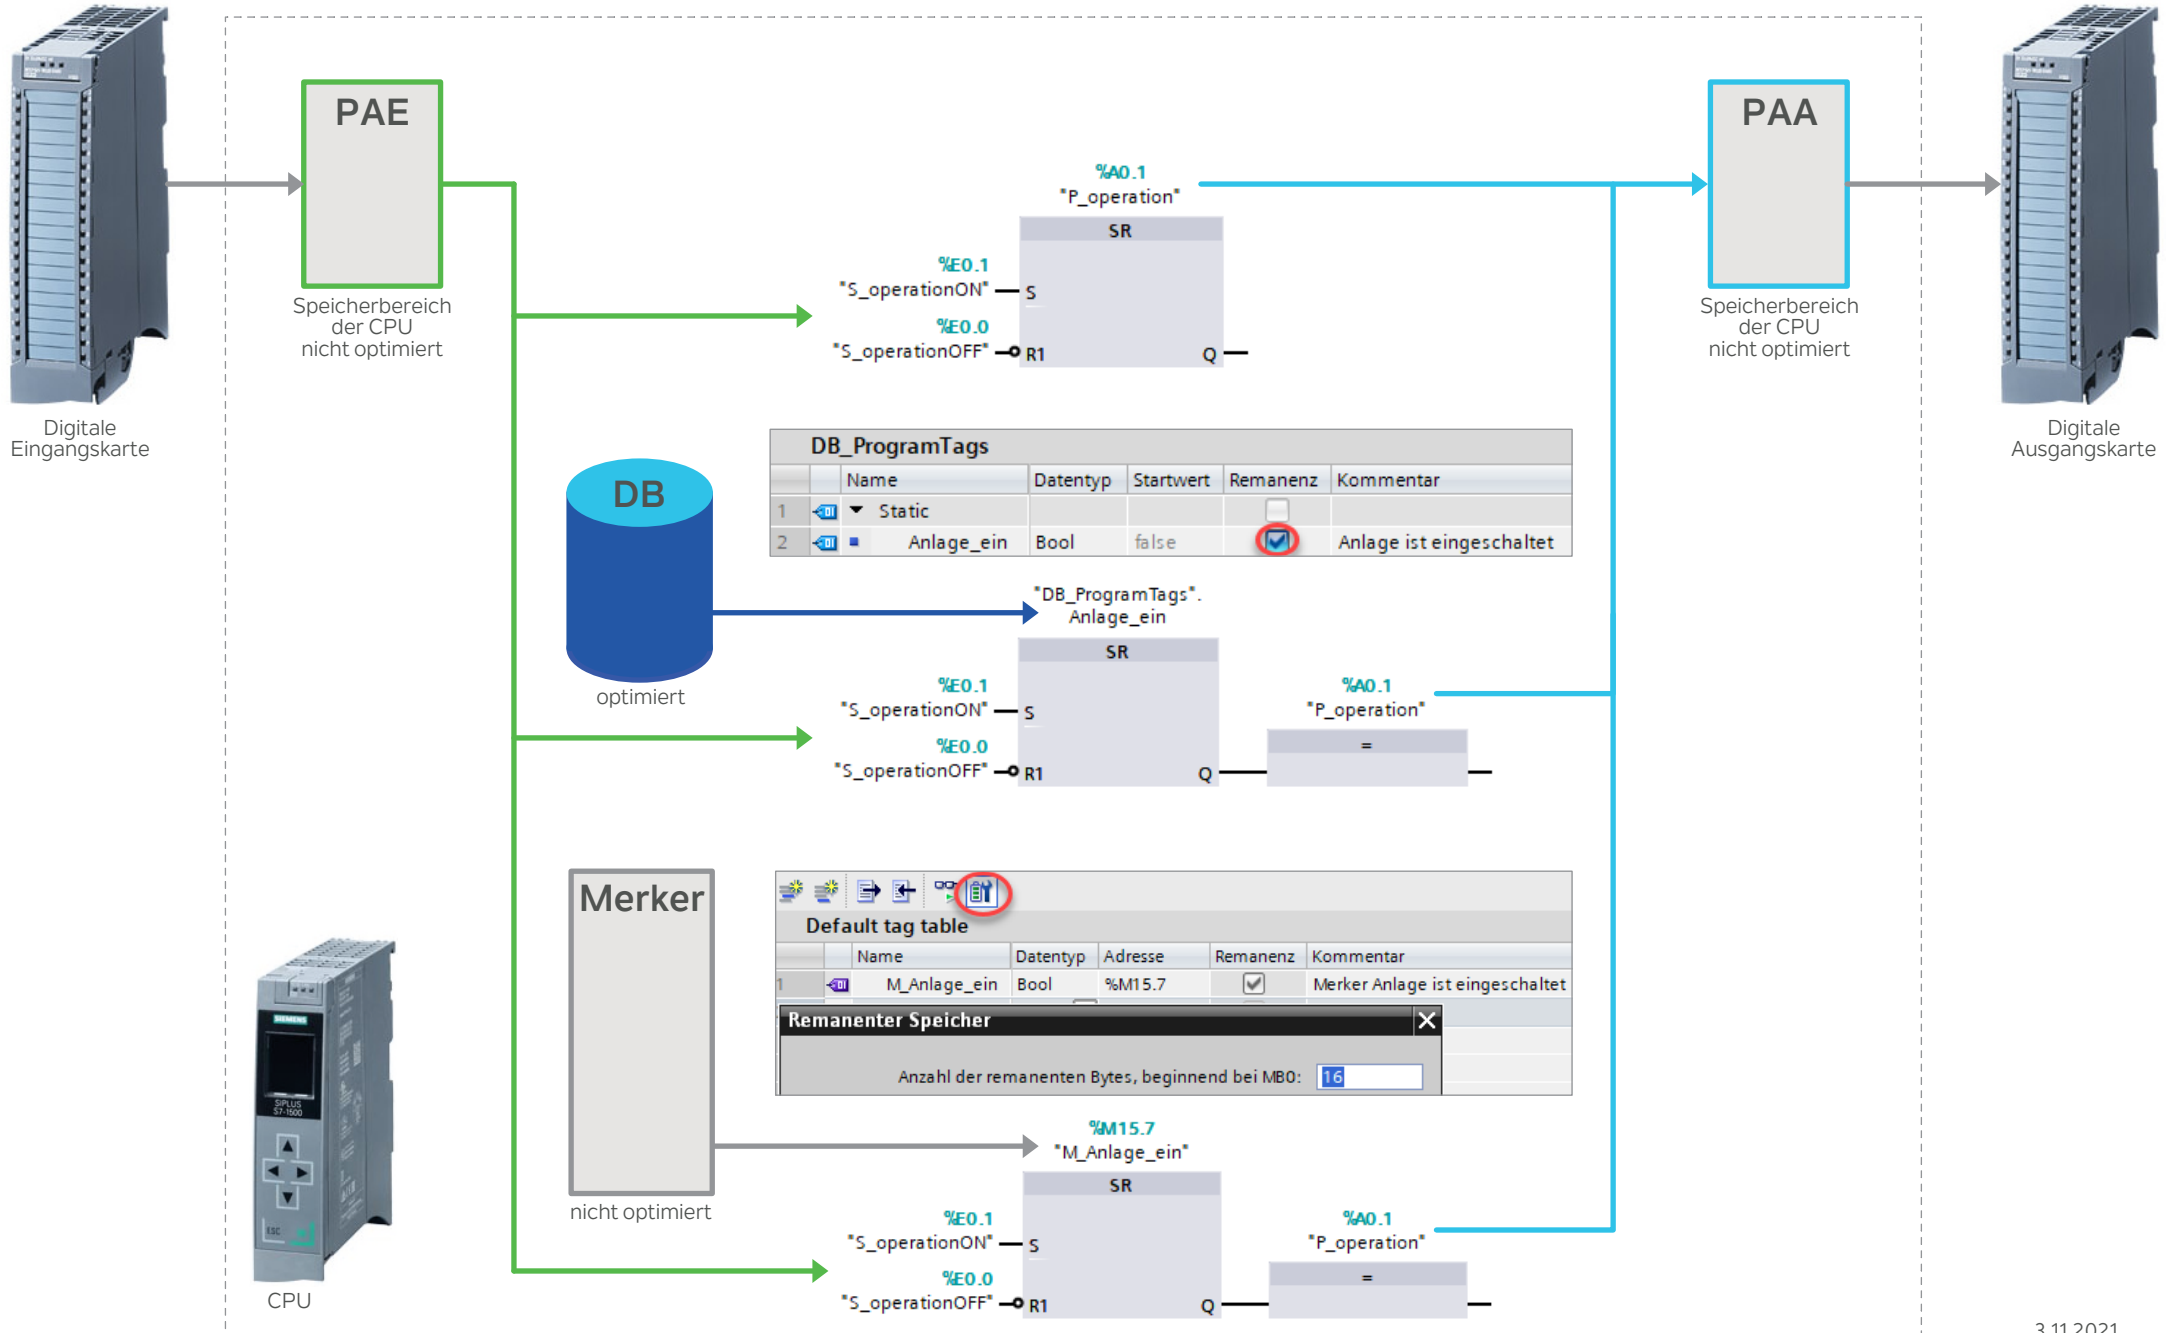 PAE
Speicherbereich
der CPU
nicht optimiert
Digitale
Eingangskarte
%A0.1
"P_operation"
SR
%E0.1
"S_operationON"
S
%E0.0
"S_operationOFF"
R1
Q
PAA
Speicherbereich
der CPU
nicht optimiert
Digitale
Ausgangskarte
DB
optimiert
DB_ProgramTags
Name Datentyp Startwert Remanenz Kommentar
1 Static
2 Anlage_ein Bool false Anlage ist eingeschaltet
"DB_ProgramTags".
Anlage_ein
SR
%E0.1
"S_operationON"
S
%E0.0
"S_operationOFF"
R1
Q
%A0.1
"P_operation"
=
Merker
nicht optimiert
Default tag table
Name Datentyp Adresse Remanenz Kommentar
1 M_Anlage_ein Bool %M15.7 Merker Anlage ist eingeschaltet
Remanenter Speicher
Anzahl der remanenten Bytes, beginnend bei MB0: 16
%M15.7
"M_Anlage_ein"
SR
%E0.1
"S_operationON"
S
%E0.0
"S_operationOFF"
R1
Q
%A0.1
"P_operation"
=
SIEMENS
SIPLUS
S7-1500
ESC
CPU
3.11.2021